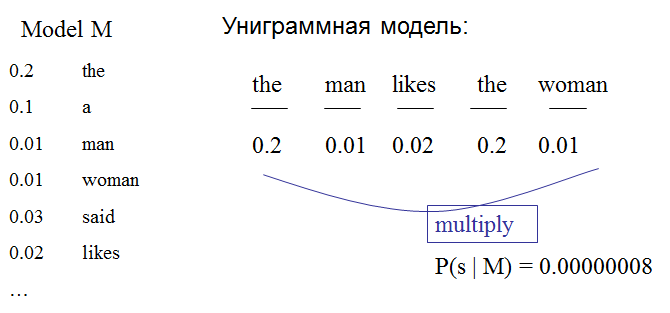 Model M
0.2 the
0.1 a
0.01 man
0.01 woman
0.03 said
0.02 likes
…
Униграммная модель:
the man likes the woman
0.2 0.01 0.02 0.2 0.01
multiply
P(s | M) = 0.00000008